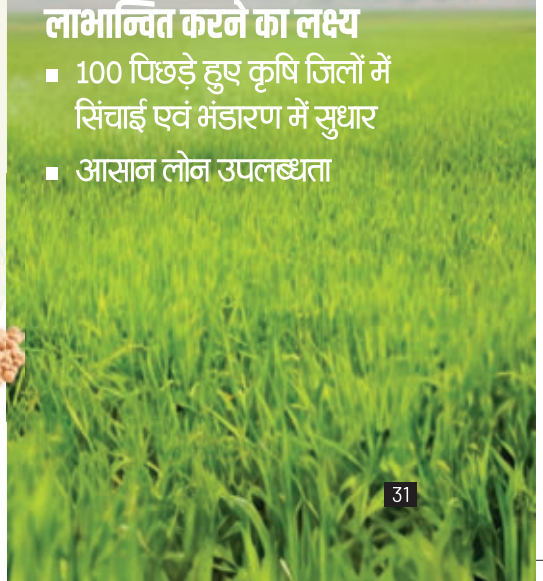 लाभान्वित करने का लक्ष्य
▪ 100 पिछड़े हुए कृषि जिलों में
सिंचाई एवं भंडारण में सुधार
▪ आसान लोन उपलब्धता
31